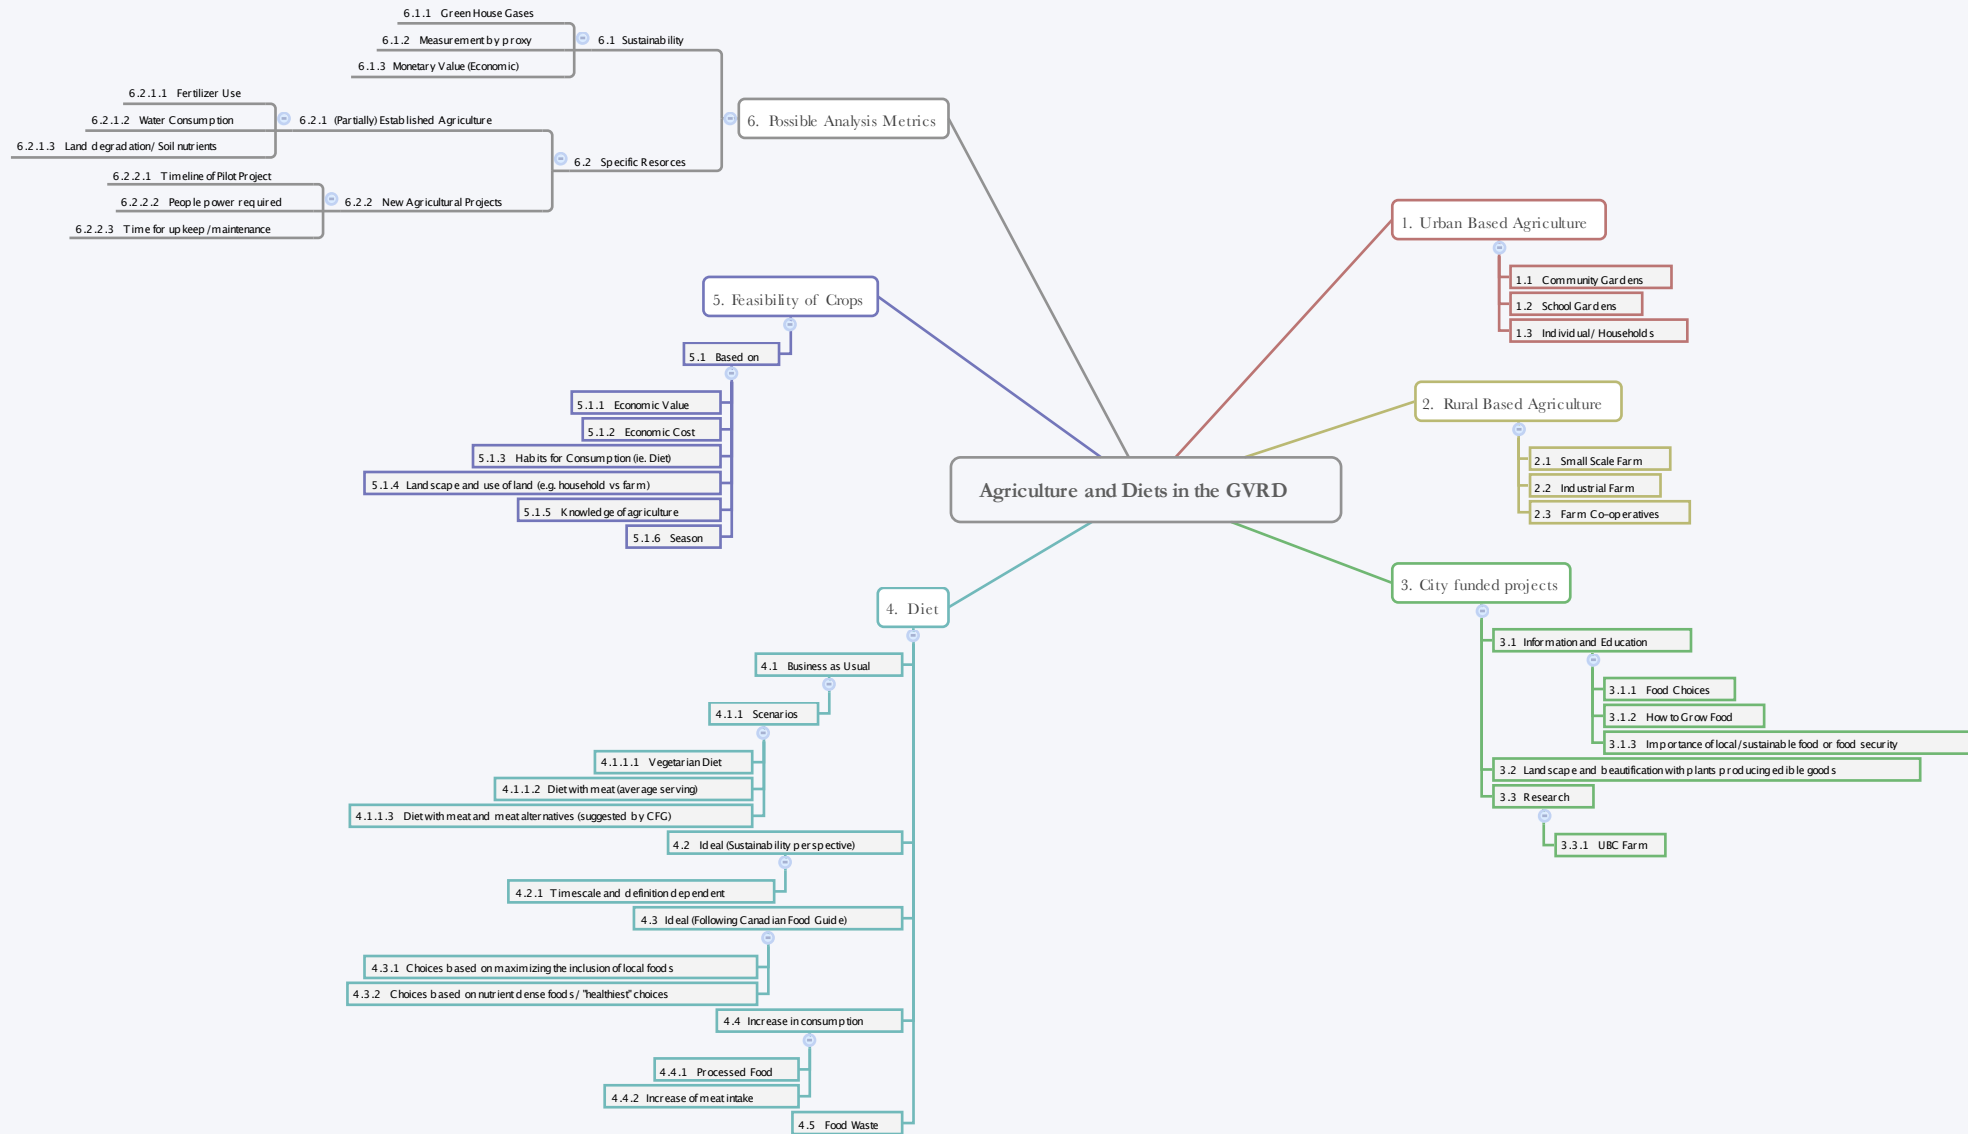 Agriculture and Diets in the GVRD
1. Urban Based Agriculture
1.1 Community Gardens
1.2 School Gardens
1.3 Individual/ Households
2. Rural Based Agriculture
2.1 Small Scale Farm
2.2 Industrial Farm
2.3 Farm Co-operatives
3. City funded projects
3.1 Information and Education
3.1.1 Food Choices
3.1.2 How to Grow Food
3.1.3 Importance of local/sustainable food or food security
3.2 Landscape and beautification with plants producing edible goods
3.3 Research
3.3.1 UBC Farm
4. Diet
4.1 Business as Usual
4.1.1 Scenarios
4.1.1.1 Vegetarian Diet
4.1.1.2 Diet with meat (average serving)
4.1.1.3 Diet with meat and meat alternatives (suggested by CFG)
4.2 Ideal (Sustainability perspective)
4.2.1 Timescale and definition dependent
4.3 Ideal (Following Canadian Food Guide)
4.3.1 Choices based on maximizing the inclusion of local foods
4.3.2 Choices based on nutrient dense foods/ "healthiest" choices
4.4 Increase in consumption
4.4.1 Processed Food
4.4.2 Increase of meat intake
4.5 Food Waste
5. Feasibility of Crops
5.1 Based on
5.1.1 Economic Value
5.1.2 Economic Cost
5.1.3 Habits for Consumption (ie. Diet)
5.1.4 Landscape and use of land (e.g. household vs farm)
5.1.5 Knowledge of agriculture
5.1.6 Season
6. Possible Analysis Metrics
6.1 Sustainability
6.1.1 Green House Gases
6.1.2 Measurement by proxy
6.1.3 Monetary Value (Economic)
6.2 Specific Resorces
6.2.1 (Partially) Established Agriculture
6.2.1.1 Fertilizer Use
6.2.1.2 Water Consumption
6.2.1.3 Land degradation/ Soil nutrients
6.2.2 New Agricultural Projects
6.2.2.1 Timeline of Pilot Project
6.2.2.2 People power required
6.2.2.3 Time for upkeep/maintenance